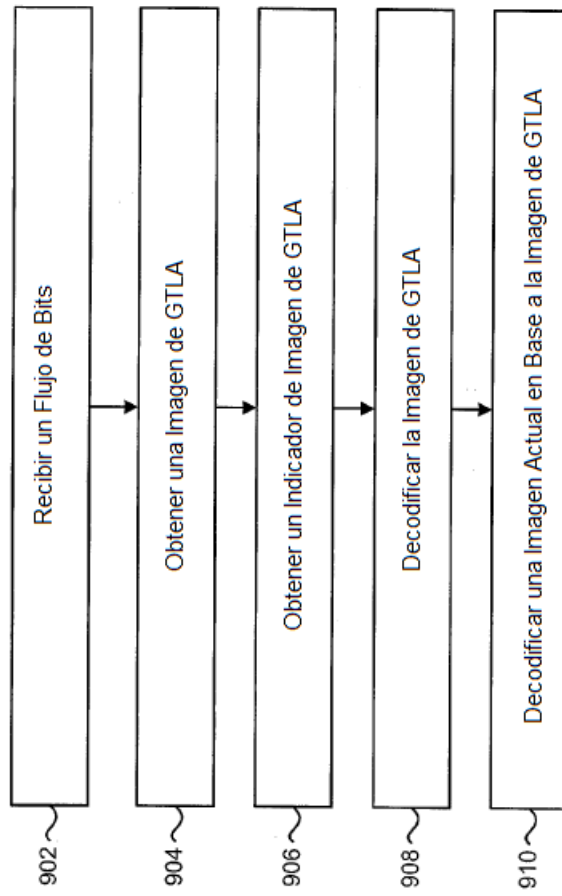 902
Recibir un Flujo de Bits
904
Obtener una Imagen de GTLA
906
Obtener un Indicador de Imagen de GTLA
908
Decodificar la Imagen de GTLA
910
Decodificar una Imagen Actual en Base a la Imagen de GTLA